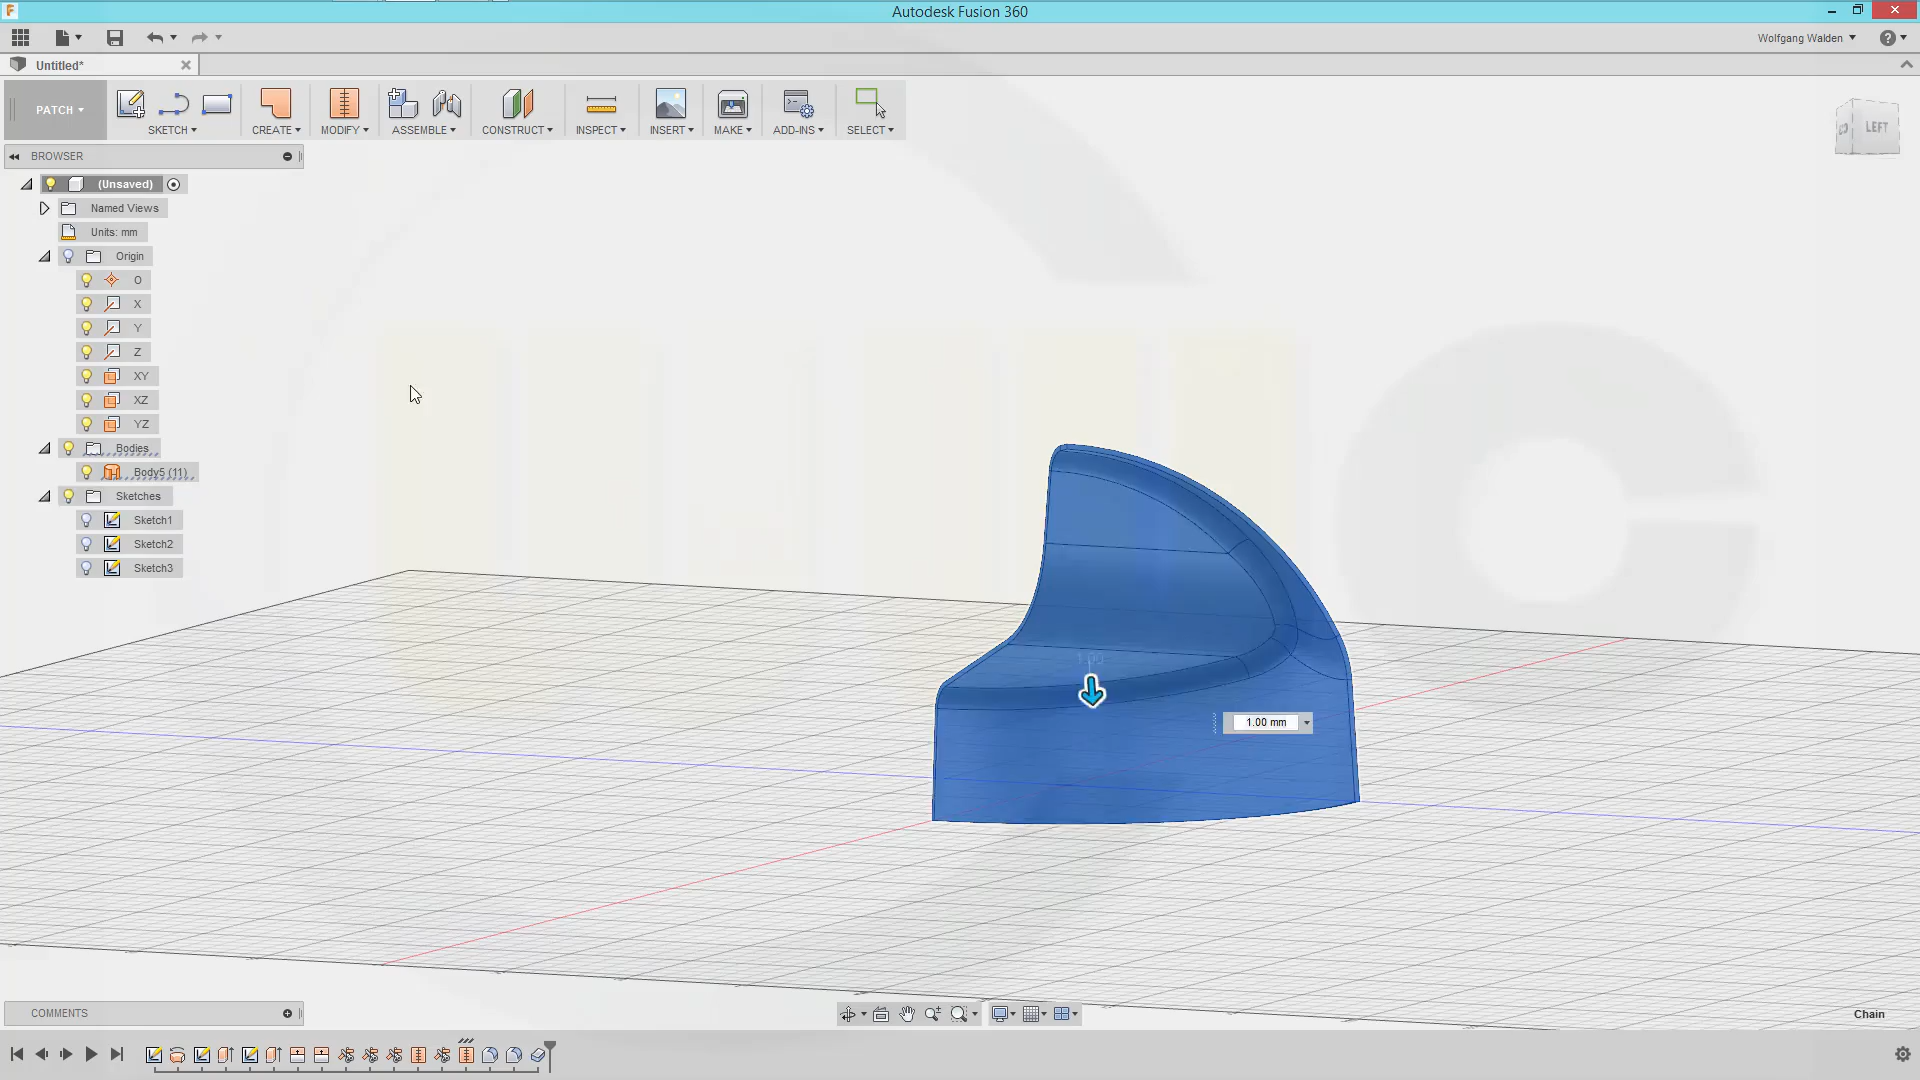 Autodesk Fusion 360
Wolfgang Walden
Untitled*
PATCH
SKETCH
CREATE
MODIFY
ASSEMBLE
CONSTRUCT
INSPECT
INSERT
MAKE
ADD-INS
SELECT
LEFT
BROWSER
(Unsaved)
Named Views
Units: mm
Origin
O
X
Y
Z
XY
XZ
YZ
Bodies
Body5 (11)
Sketches
Sketch1
Sketch2
Sketch3
1.00
1.00 mm
COMMENTS
Chain